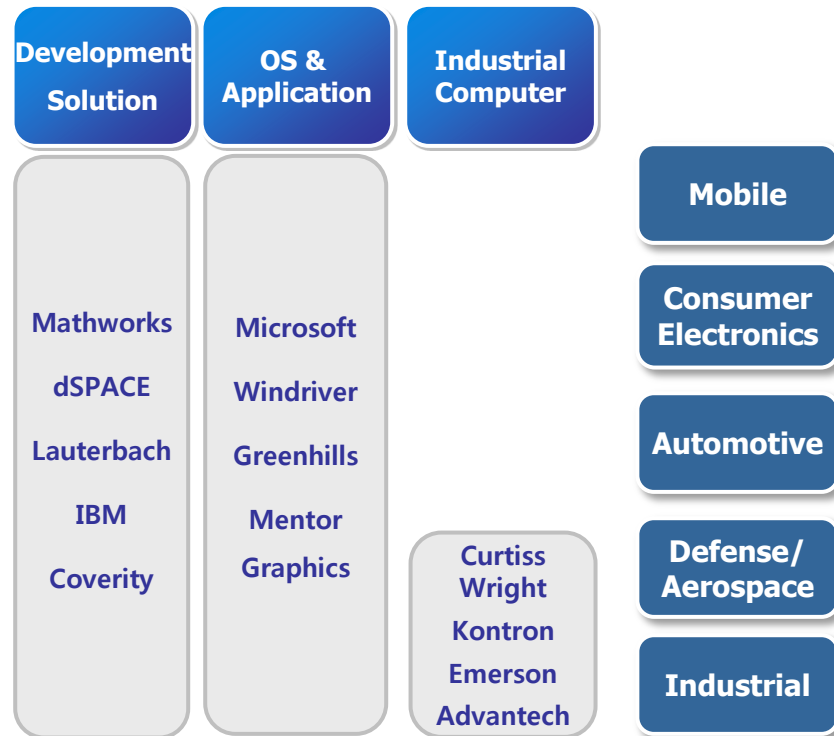 Development
Solution
OS &
Application
Industrial
Computer
Mathworks
dSPACE
Lauterbach
IBM
Coverity
Microsoft
Windriver
Greenhills
Mentor
Graphics
Curtiss
Wright
Kontron
Emerson
Advantech
Mobile
Consumer
Electronics
Automotive
Defense/
Aerospace
Industrial